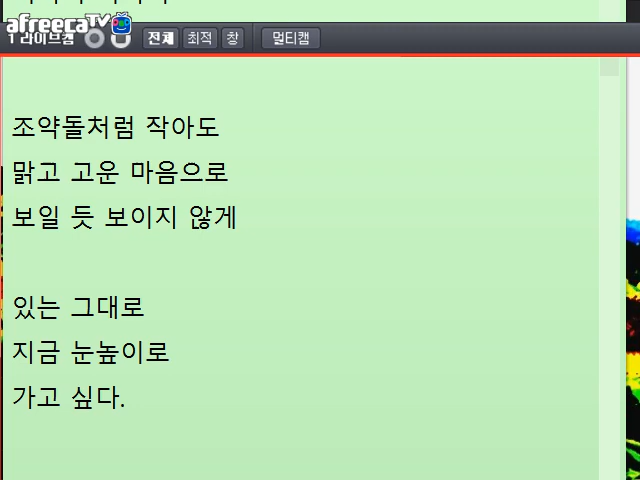 afreecaTV
1 라이브캠
전체 최적 창 멀티캠
조약돌처럼 작아도
맑고 고운 마음으로
보일 듯 보이지 않게
있는 그대로
지금 눈높이로
가고 싶다.